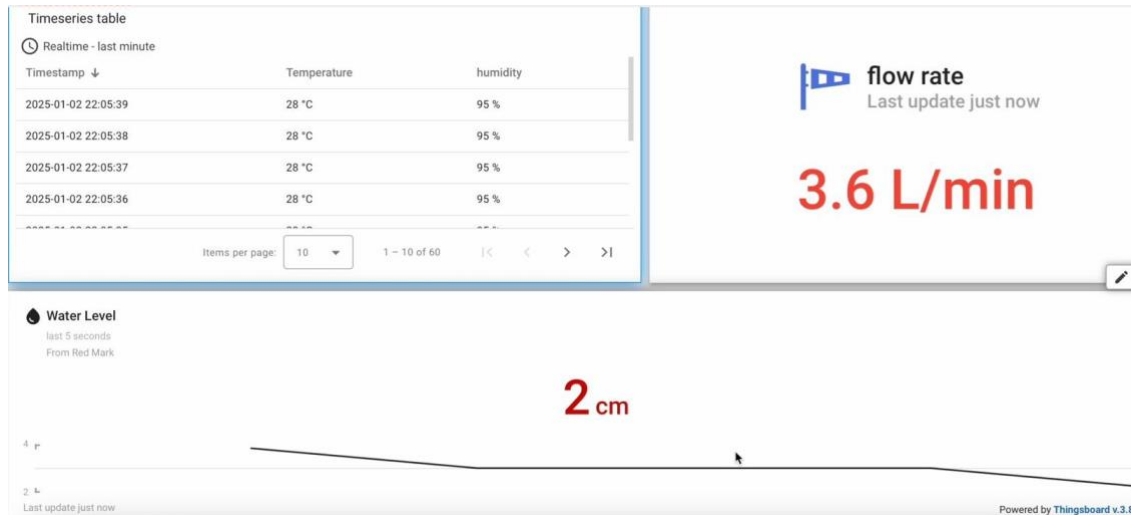 Timeseries table
Realtime - last minute
Timestamp Temperature humidity
2025-01-02 22:05:39 28 °C 95 %
2025-01-02 22:05:38 28 °C 95 %
2025-01-02 22:05:37 28 °C 95 %
2025-01-02 22:05:36 28 °C 95 %
Items per page: 10 1 – 10 of 60
flow rate
Last update just now
3.6 L/min
Water Level
last 5 seconds
From Red Mark
2 cm
4
2
Last update just now
Powered by Thingsboard v.3.8